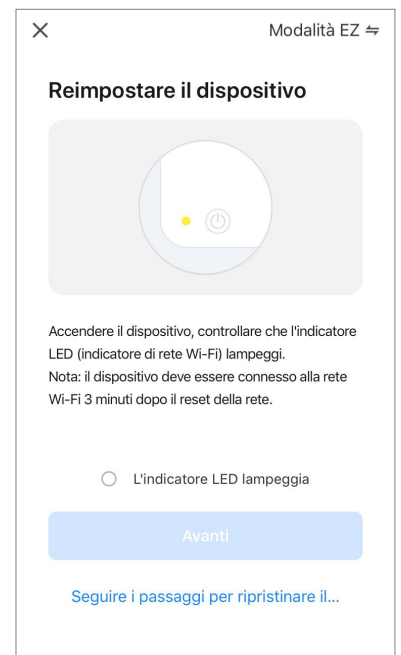 Modalità EZ ⇋
Reimpostare il dispositivo
Accendere il dispositivo, controllare che l'indicatore
LED (indicatore di rete Wi-Fi) lampeggi.
Nota: il dispositivo deve essere connesso alla rete
Wi-Fi 3 minuti dopo il reset della rete.
L'indicatore LED lampeggia
Avanti
Seguire i passaggi per ripristinare il...